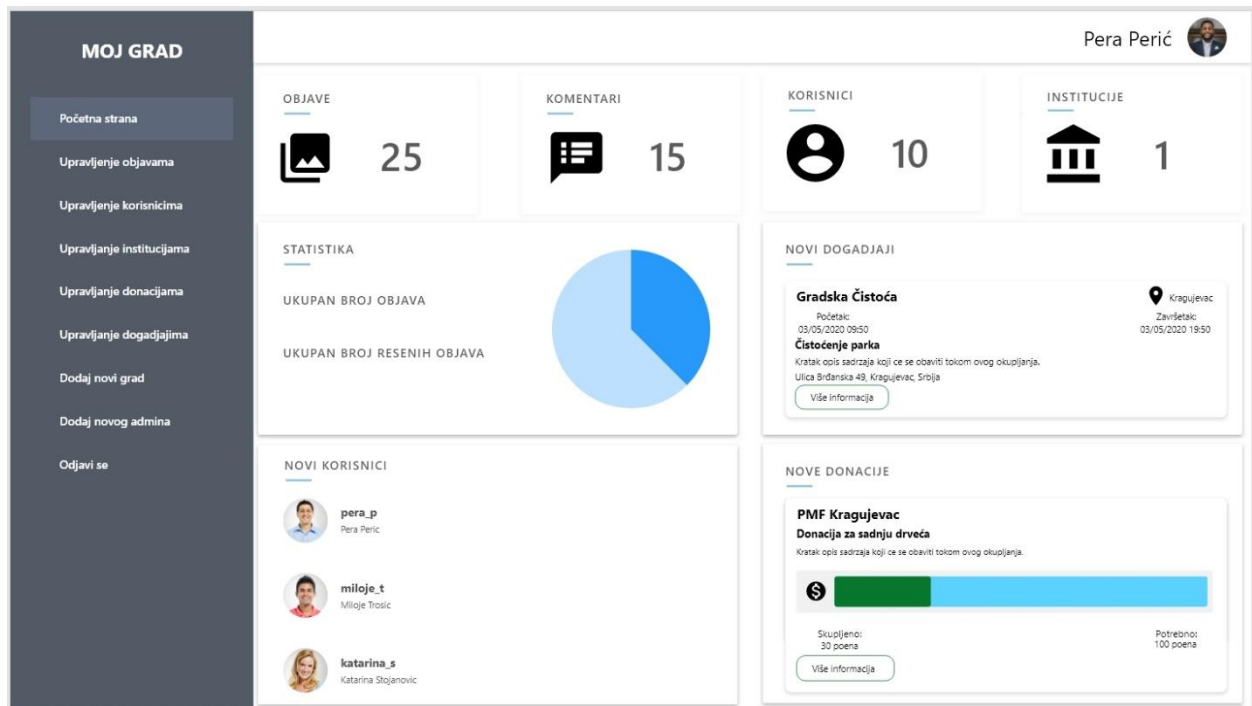 MOJ GRAD
Početna strana
Upravljenje objavama
Upravljenje korisnicima
Upravljanje institucijama
Upravljanje donacijama
Upravljanje dogadjajima
Dodaj novi grad
Dodaj novog admina
Odjavi se
Pera Perić
OBJAVE
25
KOMENTARI
15
KORISNICI
10
INSTITUCIJE
1
STATISTIKA
UKUPAN BROJ OBJAVA
UKUPAN BROJ RESENIH OBJAVA
NOVI DOGADJAJI
Gradska Čistoća
Kragujevac
Početak:
03/05/2020 09:50
Završetak:
03/05/2020 19:50
Čistoćenje parka
Kratak opis sadrzaja koji ce se obaviti tokom ovog okupljanja.
Ulica Brđanska 49, Kragujevac, Srbija
Više informacija
NOVI KORISNICI
pera_p
Pera Peric
miloje_t
Miloje Trosic
katarina_s
Katarina Stojanovic
NOVE DONACIJE
PMF Kragujevac
Donacija za sadnju drveća
Kratak opis sadrzaja koji ce se obaviti tokom ovog okupljanja.
Skupljeno:
30 poena
Potrebno:
100 poena
Više informacija